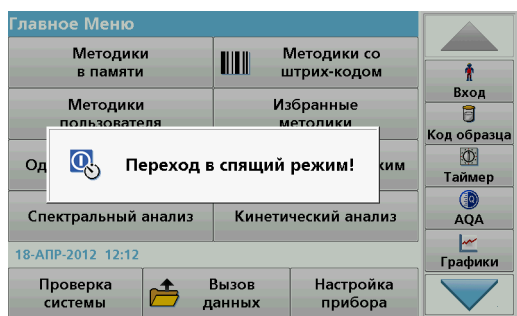 Главное Меню
Методики
в памяти
Методики со
штрих-кодом
Вход
Методики
пользователя
Избранные
методики
Код образца
Переход в спящий режим!
Таймер
Спектральный анализ
Кинетический анализ
AQA
18-АПР-2012 12:12
Графики
Проверка
системы
Вызов
данных
Настройка
прибора